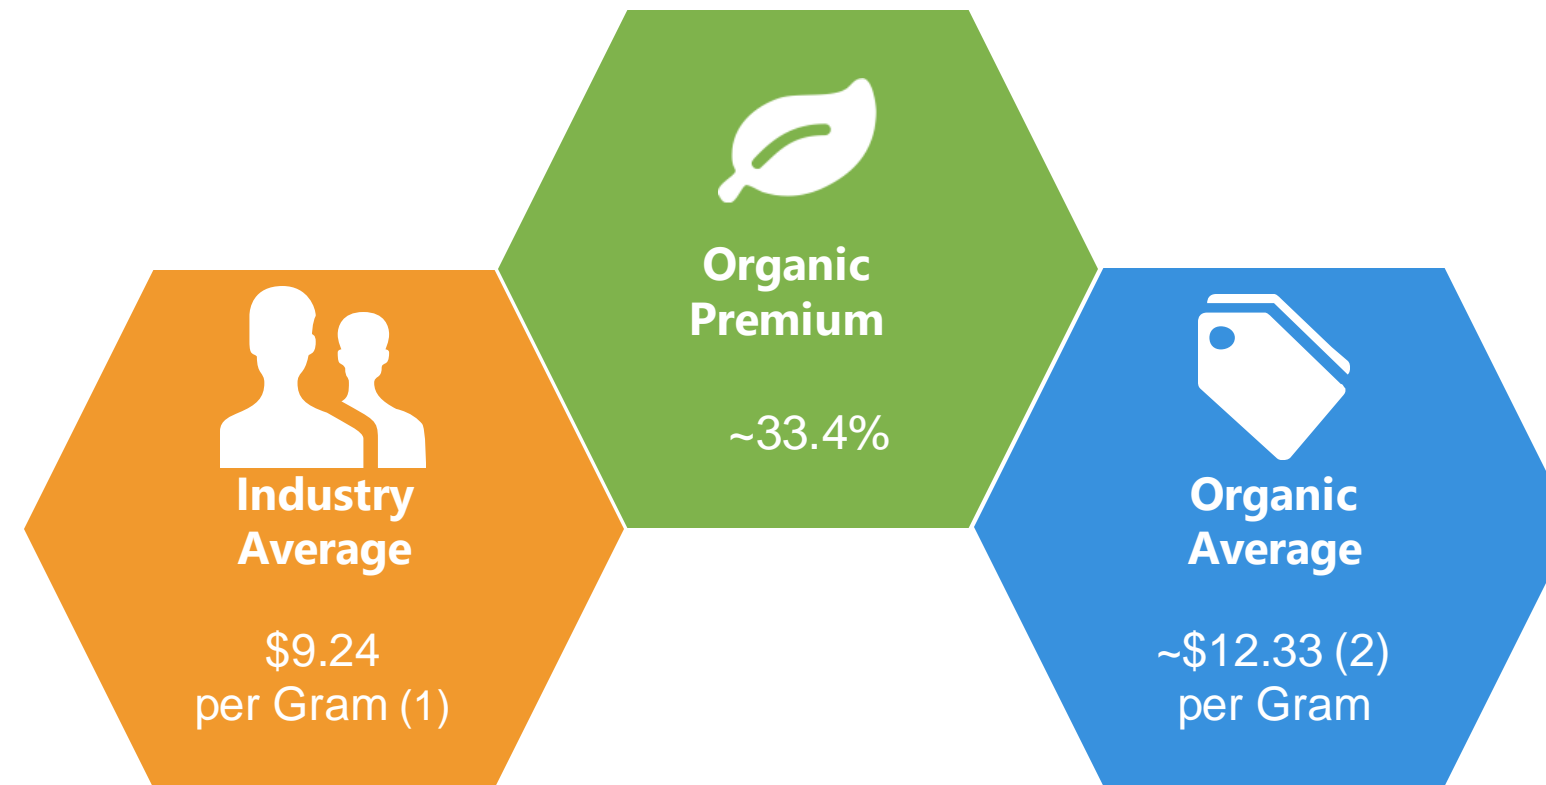 Organic
Premium
~33.4%
Industry
Average
$9.24
per Gram (1)
Organic
Average
~$12.33 (2)
per Gram